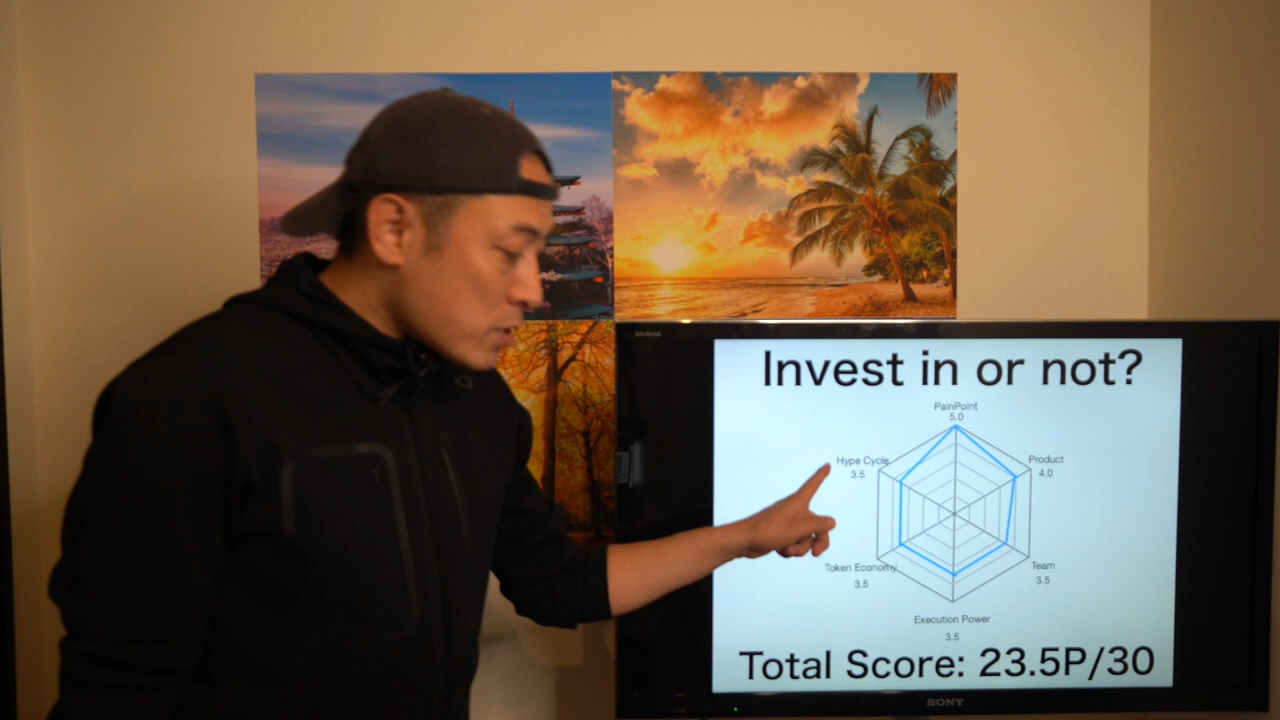 BRAVIA
Invest in or not?
PainPoint
5.0
Hype Cycle
3.5
Product
4.0
Token Economy
3.5
Team
3.5
Execution Power
3.5
Total Score: 23.5P/30
SONY